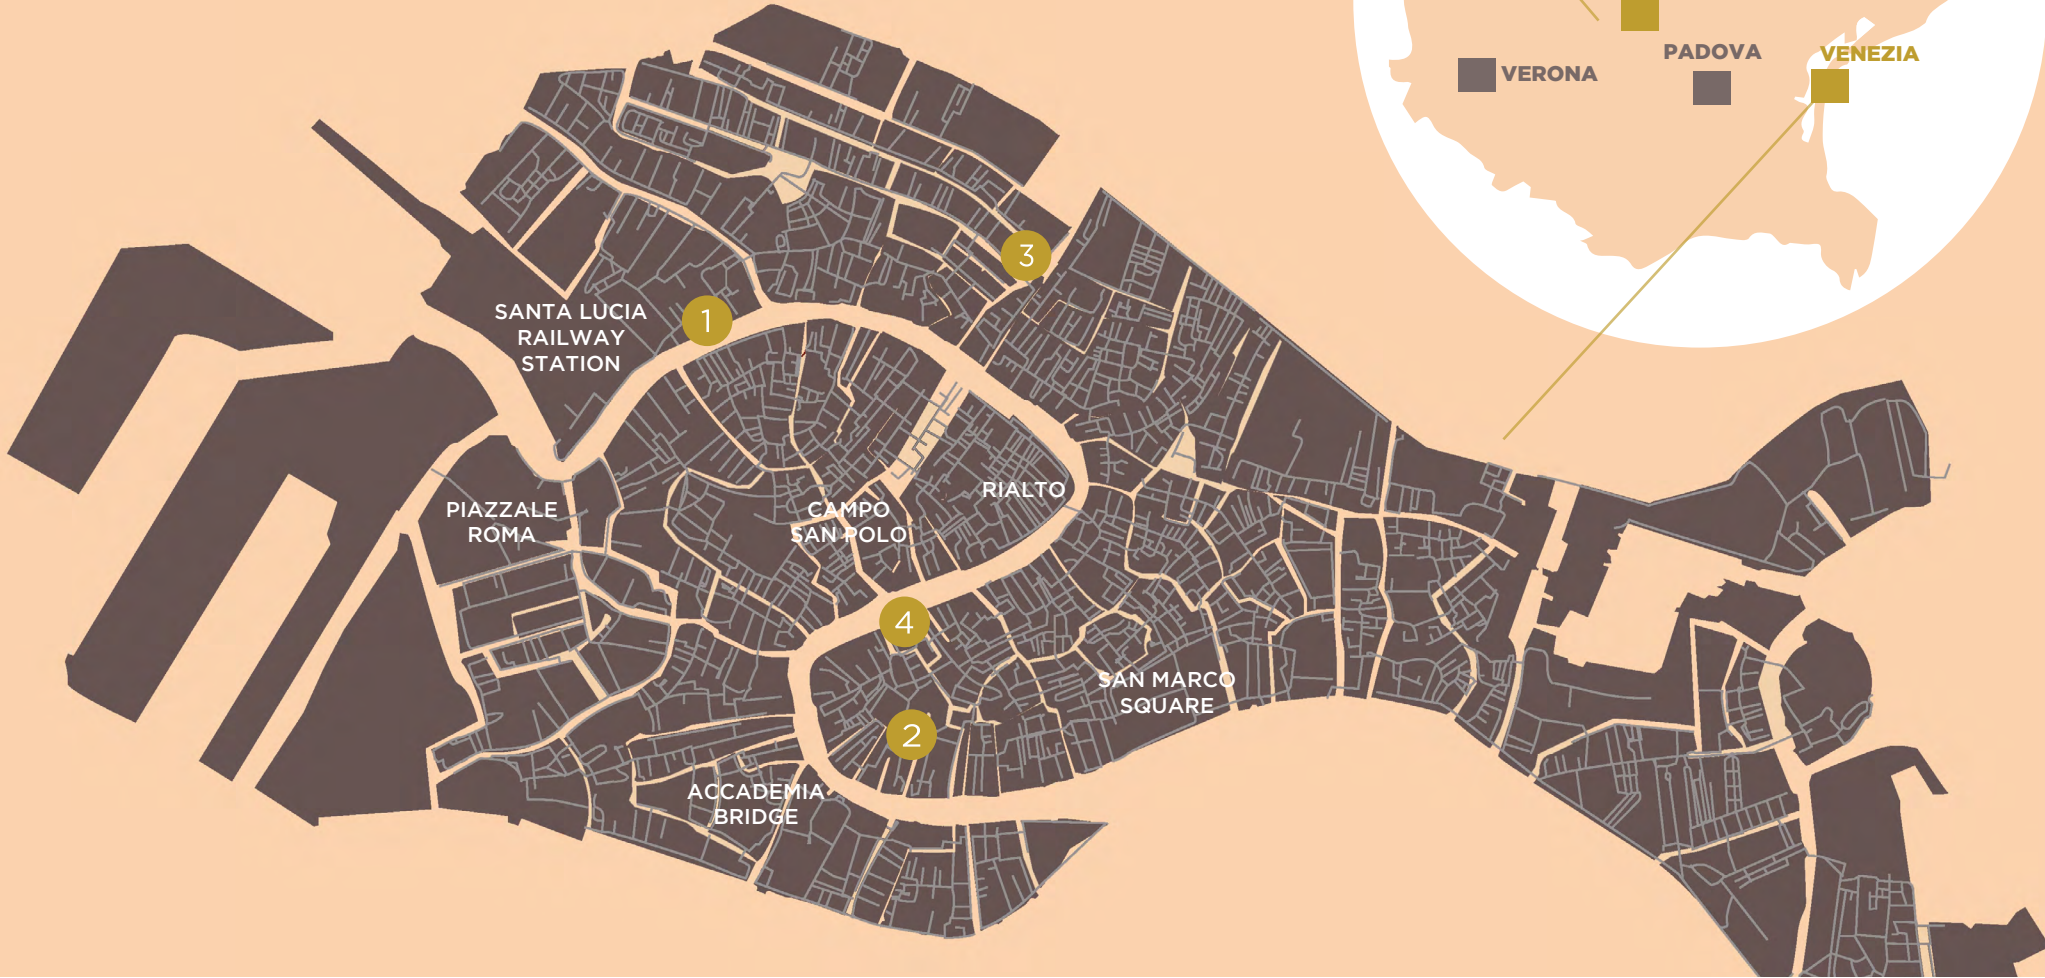 PADOVA
VENEZIA
VERONA
3
SANTA LUCIA
RAILWAY
STATION
1
RIALTO
PIAZZALE
ROMA
CAMPO
SAN POLO
4
SAN MARCO
SQUARE
2
ACCADEMIA
BRIDGE